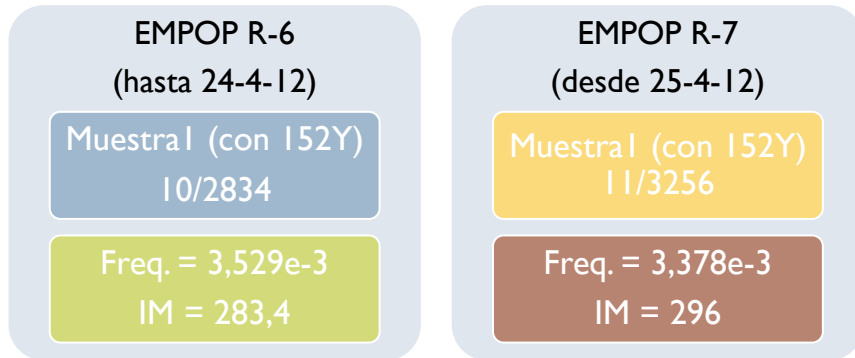 EMPOP R-6
(hasta 24-4-12)
Muestra1 (con 152Y)
10/2834
Freq. = 3,529e-3
IM = 283,4
EMPOP R-7
(desde 25-4-12)
Muestra1 (con 152Y)
11/3256
Freq. = 3,378e-3
IM = 296